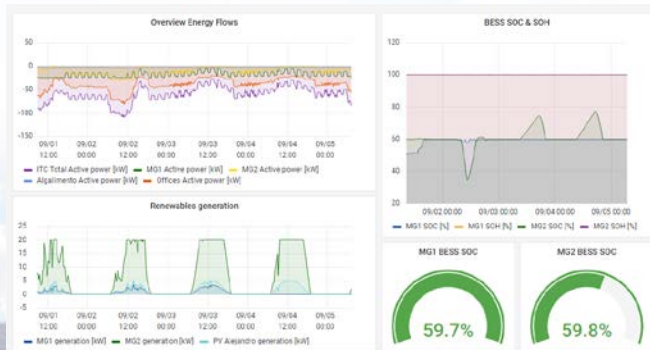 Overview Energy Flows
50
0
-50
-100
-150
09/01 09/02 09/02 09/03 09/03 09/04 09/04 09/05
12:00 00:00 12:00 00:00 12:00 00:00 12:00 00:00
ITC Total Active power [kW] MG1 Active power [kW] MG2 Active power [kW]
Active power [kW] Offices Active power [kW]
Renewables generation
25
20
15
10
5
0
-5
09/01 09/02 09/02 09/03 09/03 09/04 09/04 09/05
12:00 00:00 12:00 00:00 12:00 00:00 12:00 00:00
MG1 generation [kW] MG2 generation [kW] PV Alejandro generation [kW]
BESS SOC & SOH
120
100
80
60
40
20
09/02 00:00 09/03 00:00 09/04 00:00 09/05 00:00
MG1 SOC [%] MG1 SOH [%] MG2 SOC [%] MG2 SOH [%]
MG1 BESS SOC
59.7%
MG2 BESS SOC
59.8%